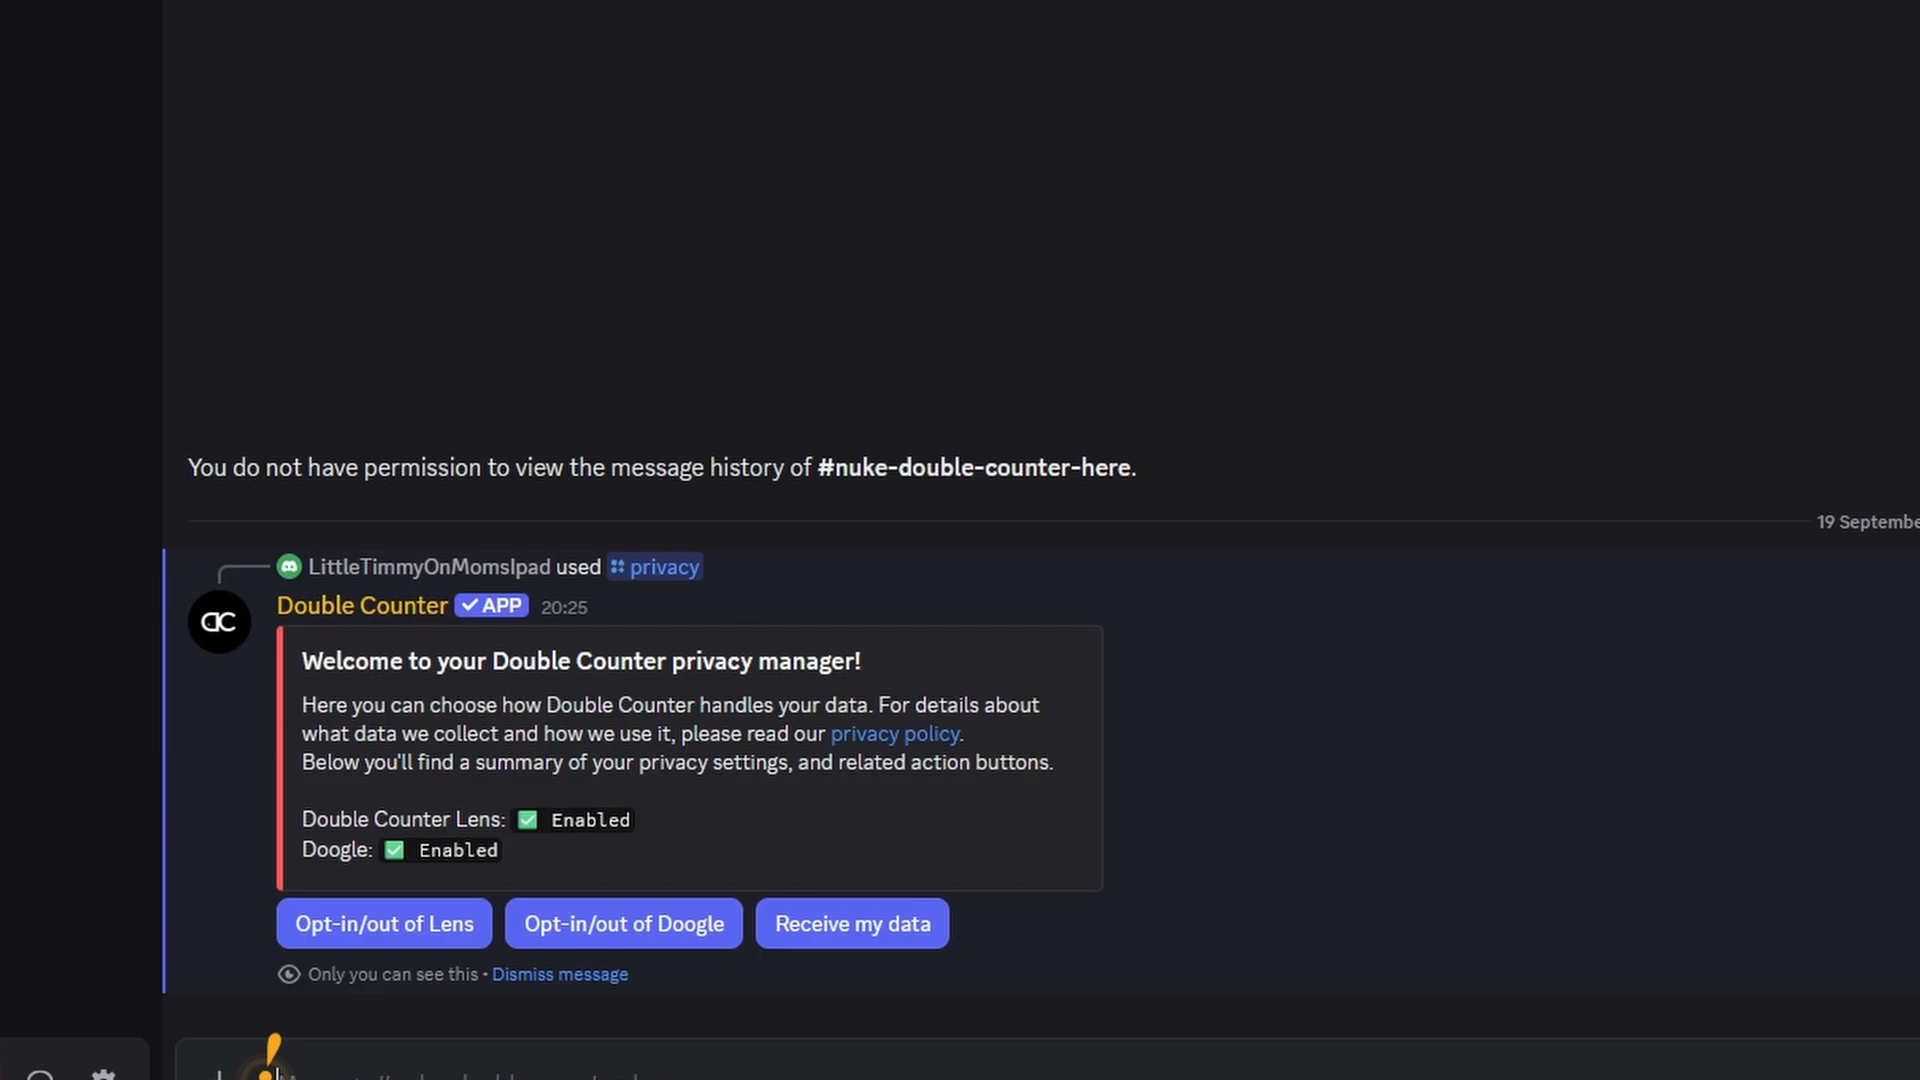 You do not have permission to view the message history of #nuke-double-counter-here.
19 Septembe
LittleTimmyOnMomsIpad used privacy
Double Counter APP 20:25
Welcome to your Double Counter privacy manager!
Here you can choose how Double Counter handles your data. For details about
what data we collect and how we use it, please read our privacy policy.
Below you'll find a summary of your privacy settings, and related action buttons.
Double Counter Lens: ✅ Enabled
Doogle: ✅ Enabled
Opt-in/out of Lens Opt-in/out of Doogle Receive my data
Only you can see this • Dismiss message